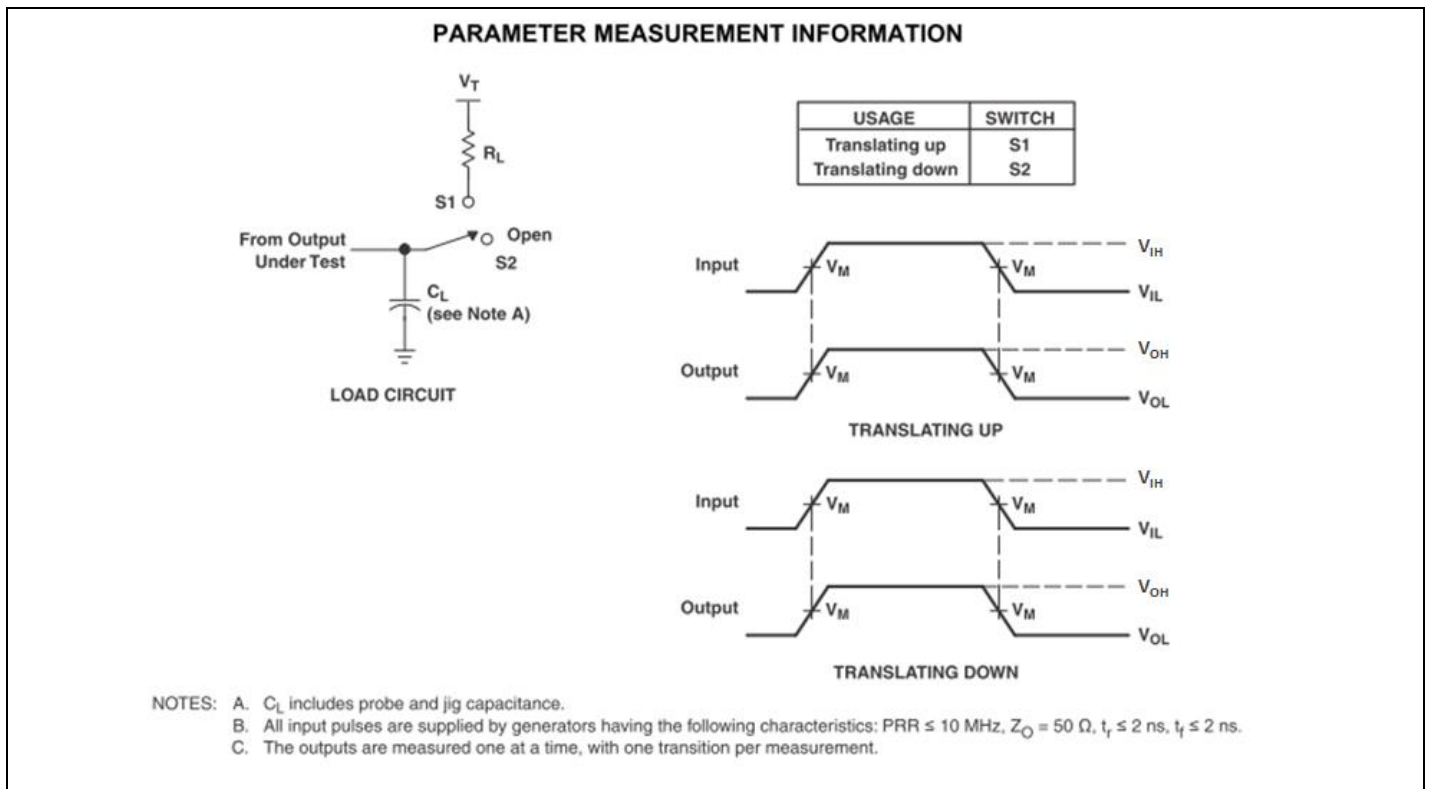 PARAMETER MEASUREMENT INFORMATION
VT
RL
S1
From Output
Under Test
Open
S2
CL
(see Note A)
LOAD CIRCUIT
USAGE SWITCH
Translating up S1
Translating down S2
Input VM VM VIH
VIL
Output VM VM VOH
VOL
TRANSLATING UP
Input VM VM VIH
VIL
Output VM VM VOH
VOL
TRANSLATING DOWN
NOTES: A. CL includes probe and jig capacitance.
B. All input pulses are supplied by generators having the following characteristics: PRR ≤ 10 MHz, ZO = 50 Ω, tr ≤ 2 ns, tf ≤ 2 ns.
C. The outputs are measured one at a time, with one transition per measurement.